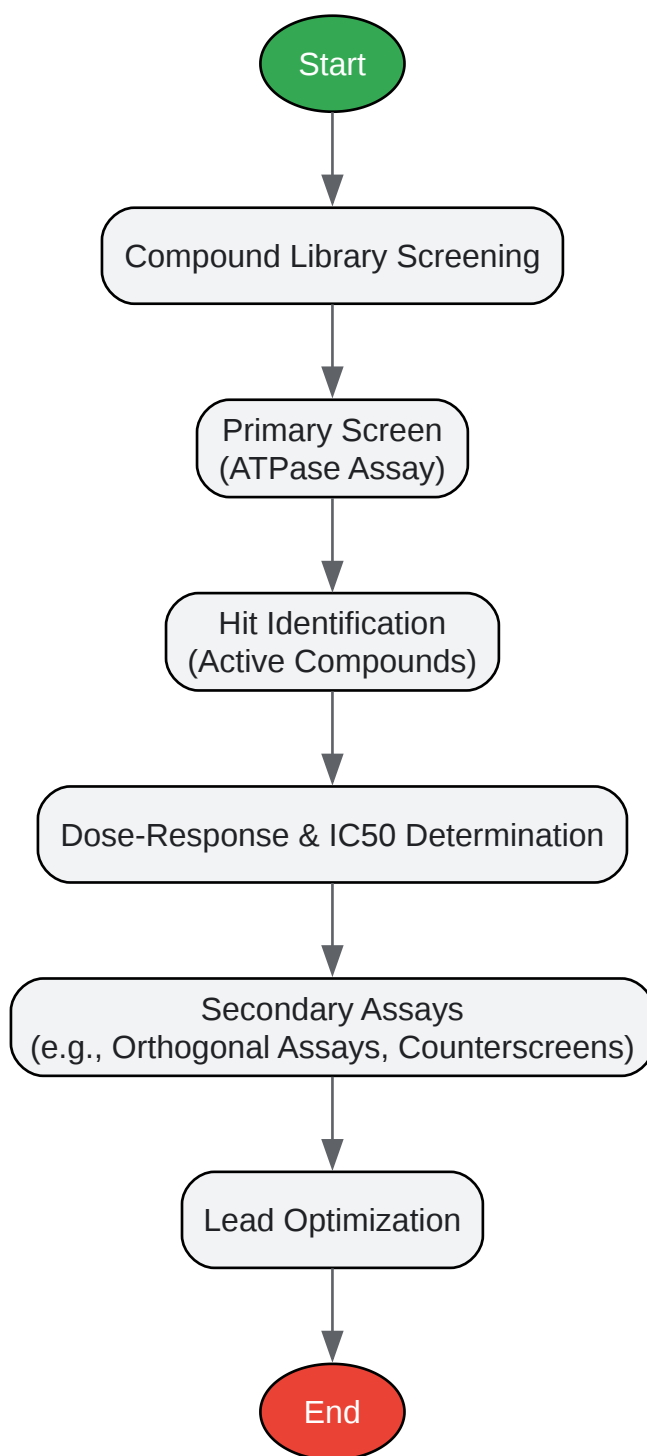 Start
Compound Library Screening
Primary Screen
(ATPase Assay)
Hit Identification
(Active Compounds)
Dose-Response & IC50 Determination
Secondary Assays
(e.g., Orthogonal Assays, Counterscreens)
Lead Optimization
End